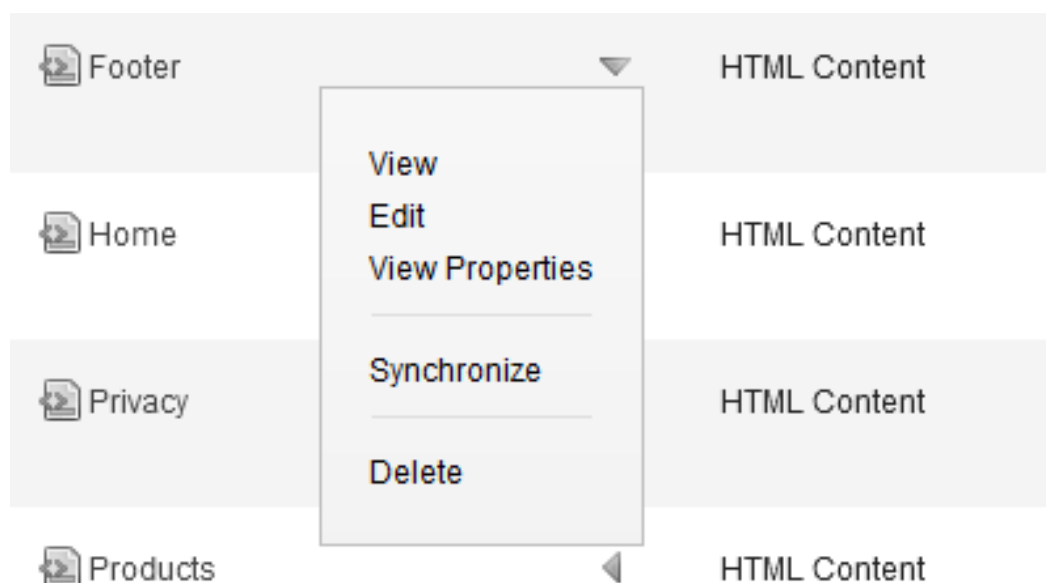 Footer HTML Content
View
Edit
Home HTML Content
View Properties
Synchronize
Privacy HTML Content
Delete
Products HTML Content